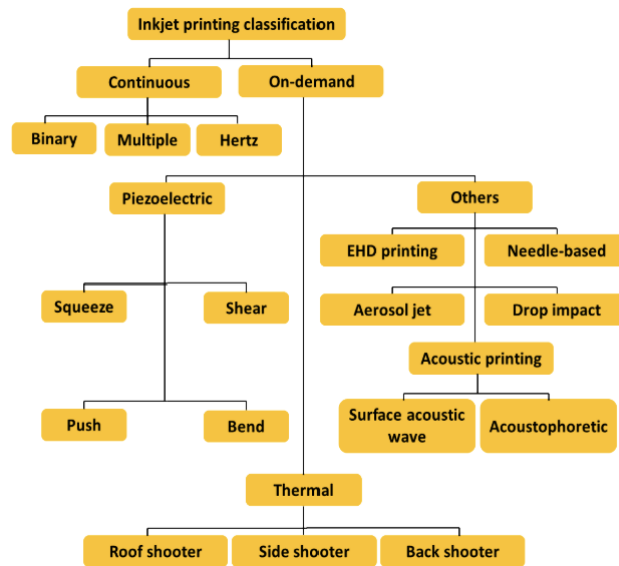 Inkjet printing classification
Continuous
On-demand
Binary
Multiple
Hertz
Piezoelectric
Others
EHD printing
Needle-based
Squeeze
Shear
Aerosol jet
Drop impact
Acoustic printing
Push
Bend
Surface acoustic
wave
Acoustophoretic
Thermal
Roof shooter
Side shooter
Back shooter